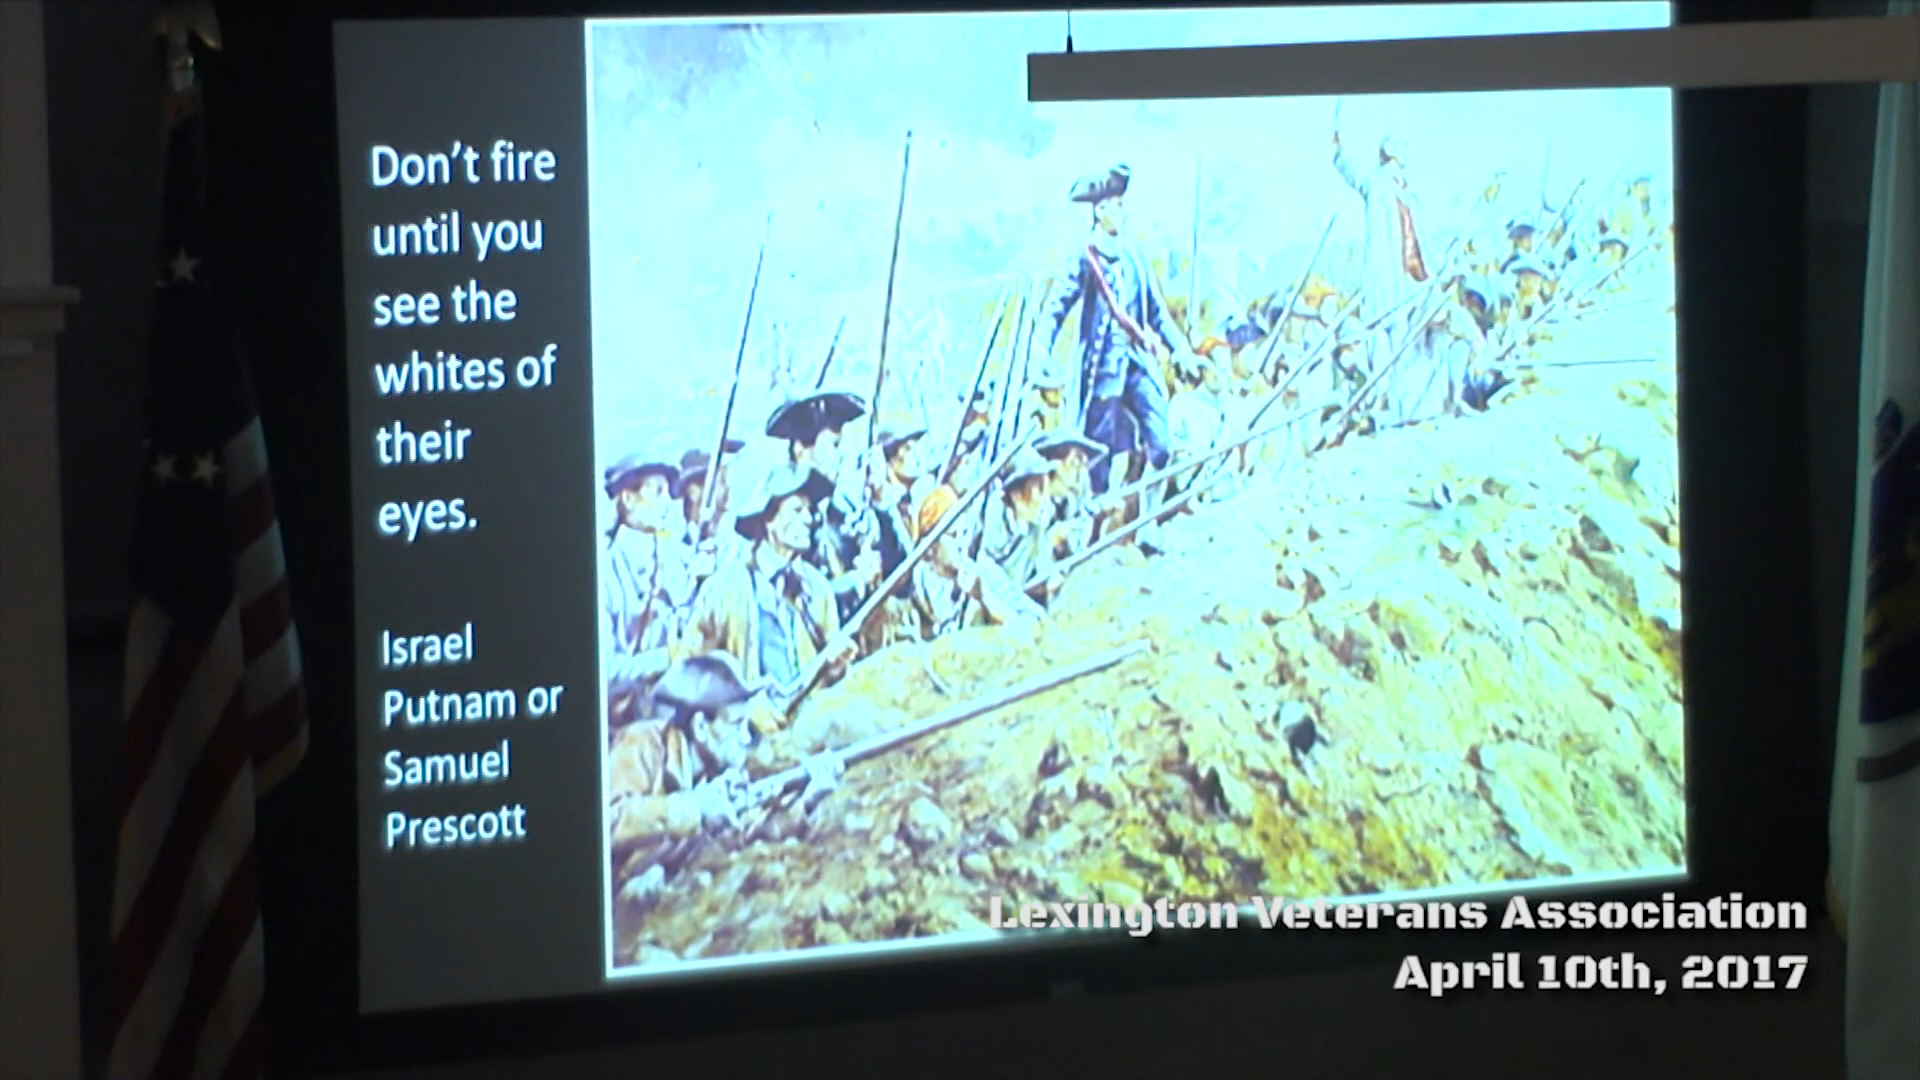 Don't fire
until you
see the
whites of
their
eyes.
Israel
Putnam or
Samuel
Prescott
Lexington Veterans Association
April 10th, 2017